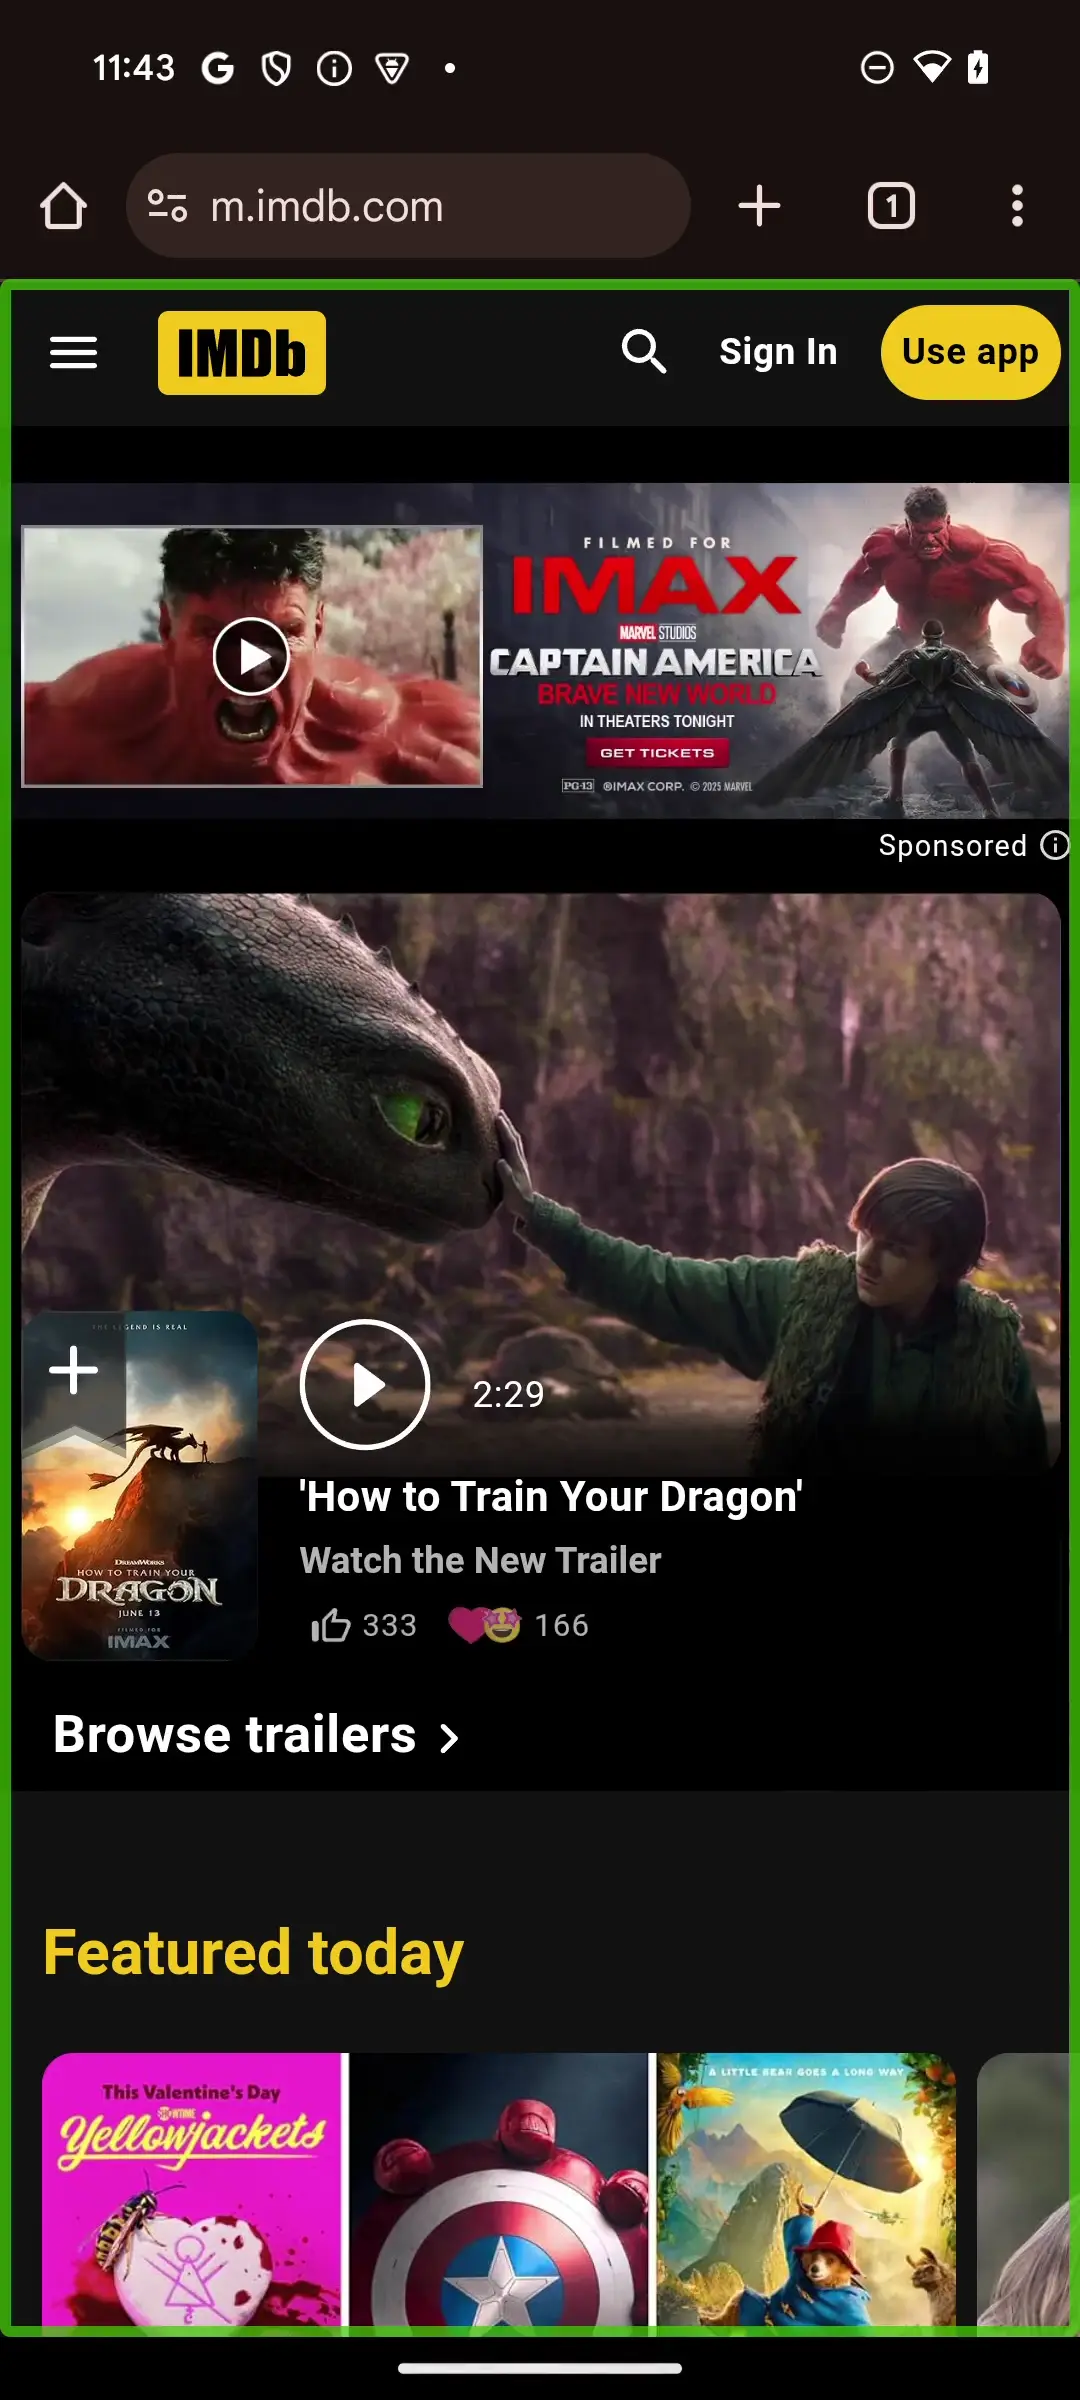 11:43
m.imdb.com
1
IMDb
Sign In
Use app
FILMED FOR
IMAX
MARVEL STUDIOS
CAPTAIN AMERICA
BRAVE NEW WORLD
IN THEATERS TONIGHT
GET TICKETS
PG-13 ®IMAX CORP. © 2025 MARVEL
Sponsored
THE LEGEND IS REAL
2:29
DREAMWORKS
HOW TO TRAIN YOUR
DRAGON
JUNE 13
FILMED FOR
IMAX
'How to Train Your Dragon'
Watch the New Trailer
333
166
Browse trailers
Featured today
This Valentine's Day
SHOWTIME
Yellowjackets
A LITTLE BEAR GOES A LONG WAY